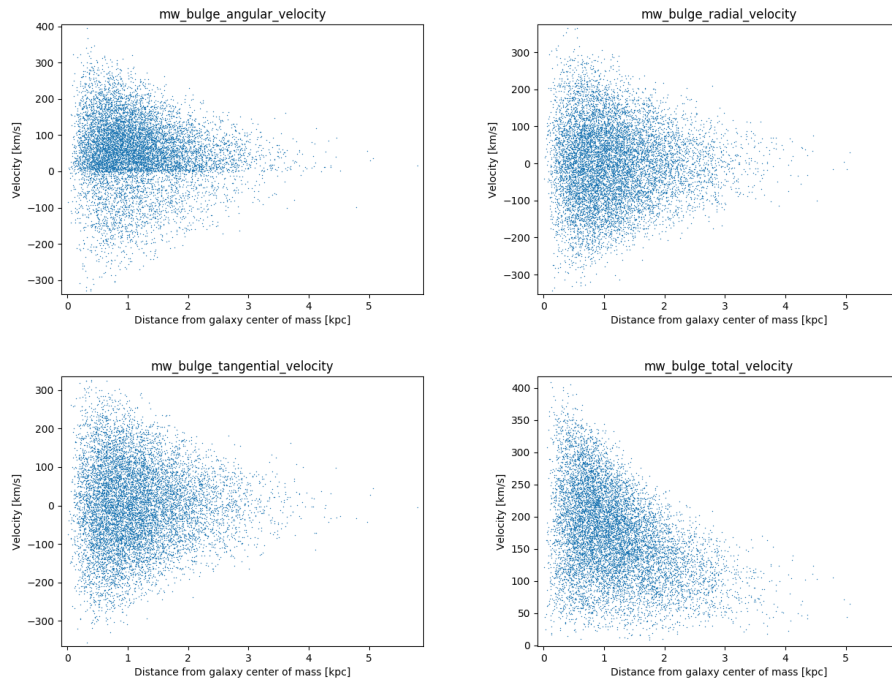 mw_bulge_angular_velocity
400
300
200
100
0
−100
−200
−300
Velocity [km/s]
0 1 2 3 4 5
Distance from galaxy center of mass [kpc]
mw_bulge_radial_velocity
300
200
100
0
−100
−200
−300
Velocity [km/s]
0 1 2 3 4 5
Distance from galaxy center of mass [kpc]
mw_bulge_tangential_velocity
300
200
100
0
−100
−200
−300
Velocity [km/s]
0 1 2 3 4 5
Distance from galaxy center of mass [kpc]
mw_bulge_total_velocity
400
350
300
250
200
150
100
50
0
Velocity [km/s]
0 1 2 3 4 5
Distance from galaxy center of mass [kpc]